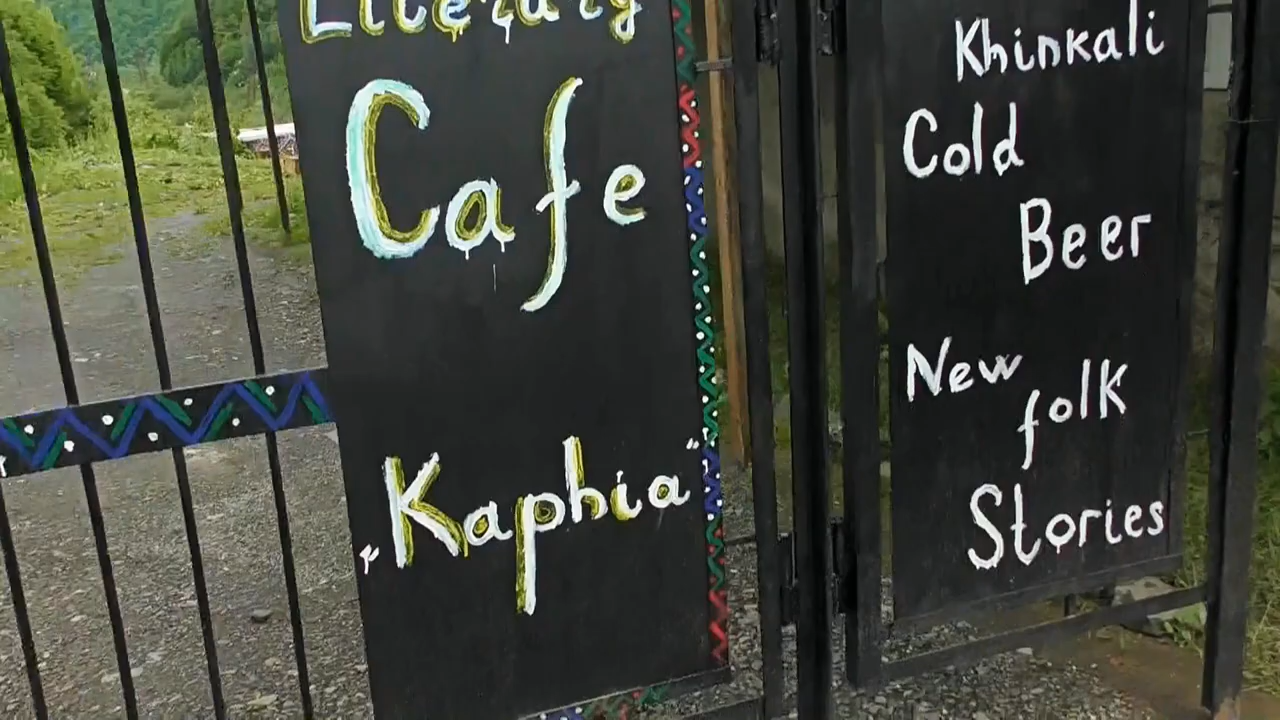 Literary
Cafe
„Kaphia“
Khinkali
Cold
Beer
New
folk
Stories